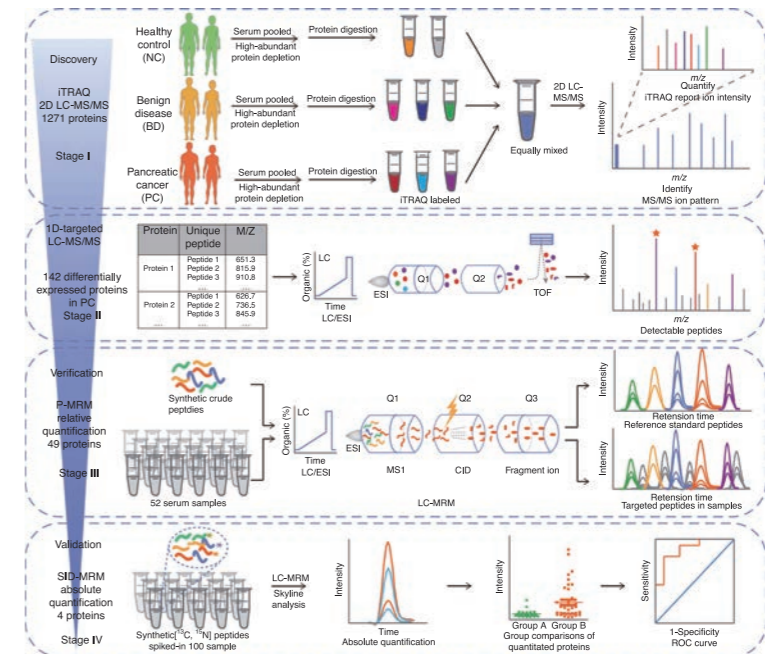 Discovery
iTRAQ
2D LC-MS/MS
1271 proteins
Stage I
Healthy
control
(NC)
Serum pooled
High-abundant
protein depletion
Protein digestion
Benign
disease
(BD)
Serum pooled
High-abundant
protein depletion
Protein digestion
Pancreatic
cancer
(PC)
Serum pooled
High-abundant
protein depletion
Protein digestion
iTRAQ labeled
Equally mixed
2D LC-
MS/MS
Intensity
m/z
Quantify
iTRAQ report ion intensity
Intensity
m/z
Identify
MS/MS ion pattern
1D-targeted
LC-MS/MS
142 differentially
expressed proteins
in PC
Stage II
Protein Unique peptide M/Z
Protein 1
Peptide 1 651.3
Peptide 2 815.9
Peptide 3 910.8
.... ....
Protein 2
Peptide 1 626.7
Peptide 2 736.5
Peptide 3 845.9
.... .... ....
Organic (%)
LC
Time
LC/ESI
ESI
Q1
Q2
TOF
Intensity
m/z
Detectable peptides
Verification
P-MRM
relative
quantification
49 proteins
Stage III
Synthetic crude
peptdies
52 serum samples
Organic (%)
LC
Time
LC/ESI
ESI
Q1
Q2
Q3
MS1
CID
Fragment ion
LC-MRM
Intensity
Retention time
Reference standard peptides
Intensity
Retention time
Targeted peptides in samples
Validation
SID-MRM
absolute
quantification
4 proteins
Stage IV
Synthetic[¹³C, ¹⁵N] peptides
spiked-in 100 sample
LC-MRM
Skyline
analysis
Intensity
Time
Absolute quantification
Intensity
Group A Group B
Group comparisons of
quantitated proteins
Sensitivity
1-Specificity
ROC curve